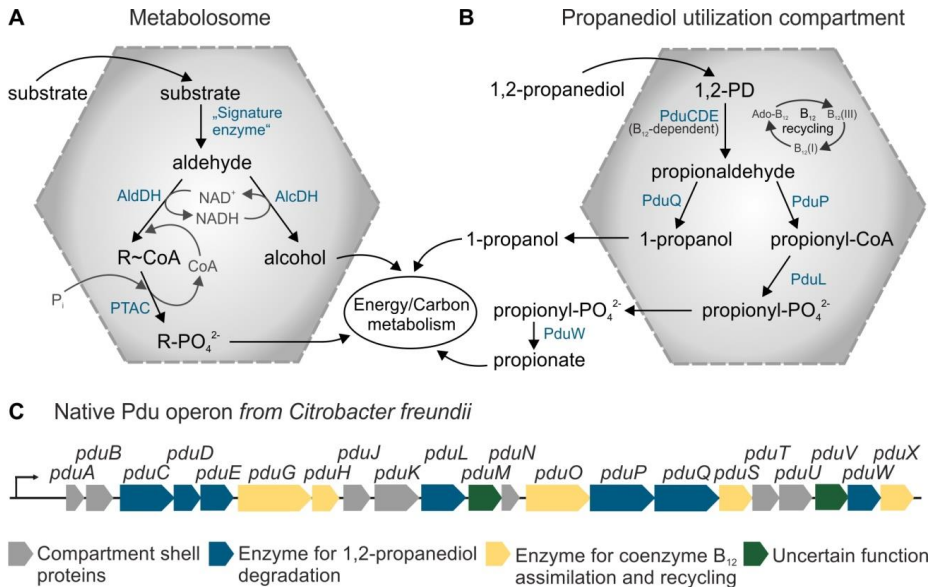 A Metabolosome
substrate
substrate
„Signature
enzyme“
aldehyde
AldDH
NAD⁺
NADH
AlcDH
R~CoA
CoA
alcohol
Pᵢ
PTAC
R-PO₄²⁻
Energy/Carbon
metabolism
B Propanediol utilization compartment
1,2-propanediol
1,2-PD
PduCDE
(B₁₂-dependent)
Ado-B₁₂
B₁₂
B₁₂(III)
recycling
B₁₂(I)
propionaldehyde
PduQ
PduP
1-propanol
1-propanol
propionyl-CoA
PduL
propionyl-PO₄²⁻
propionyl-PO₄²⁻
PduW
propionate
C Native Pdu operon from Citrobacter freundii
pduA
pduB
pduC
pduD
pduE
pduG
pduH
pduJ
pduK
pduL
pduM
pduN
pduO
pduP
pduQ
pduS
pduT
pduU
pduV
pduW
pduX
Compartment shell
proteins
Enzyme for 1,2-propanediol
degradation
Enzyme for coenzyme B₁₂
assimilation and recycling
Uncertain function